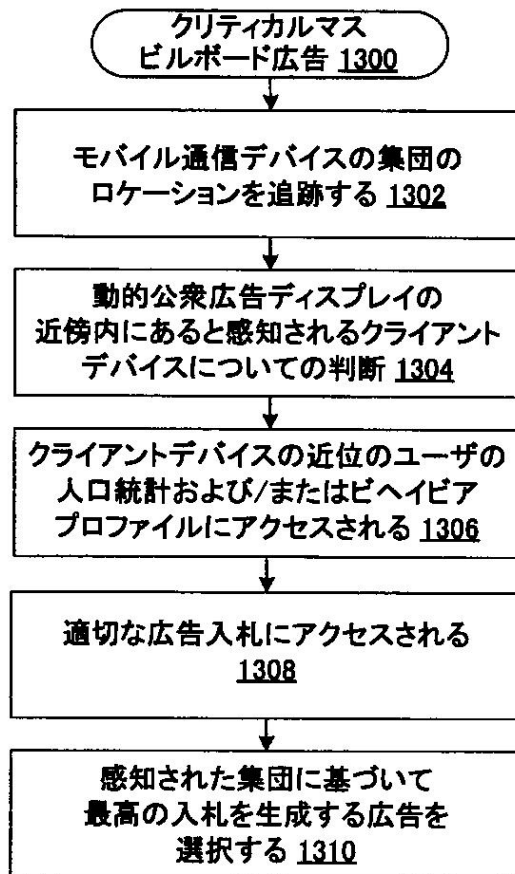 クリティカルマス
ビルボード広告 1300
モバイル通信デバイスの集団の
ロケーションを追跡する 1302
動的公衆広告ディスプレイの
近傍内にあると感知されるクライアント
デバイスについての判断 1304
クライアントデバイスの近位のユーザの
人口統計および/またはビヘイビア
プロファイルにアクセスされる 1306
適切な広告入札にアクセスされる
1308
感知された集団に基づいて
最高の入札を生成する広告を
選択する 1310